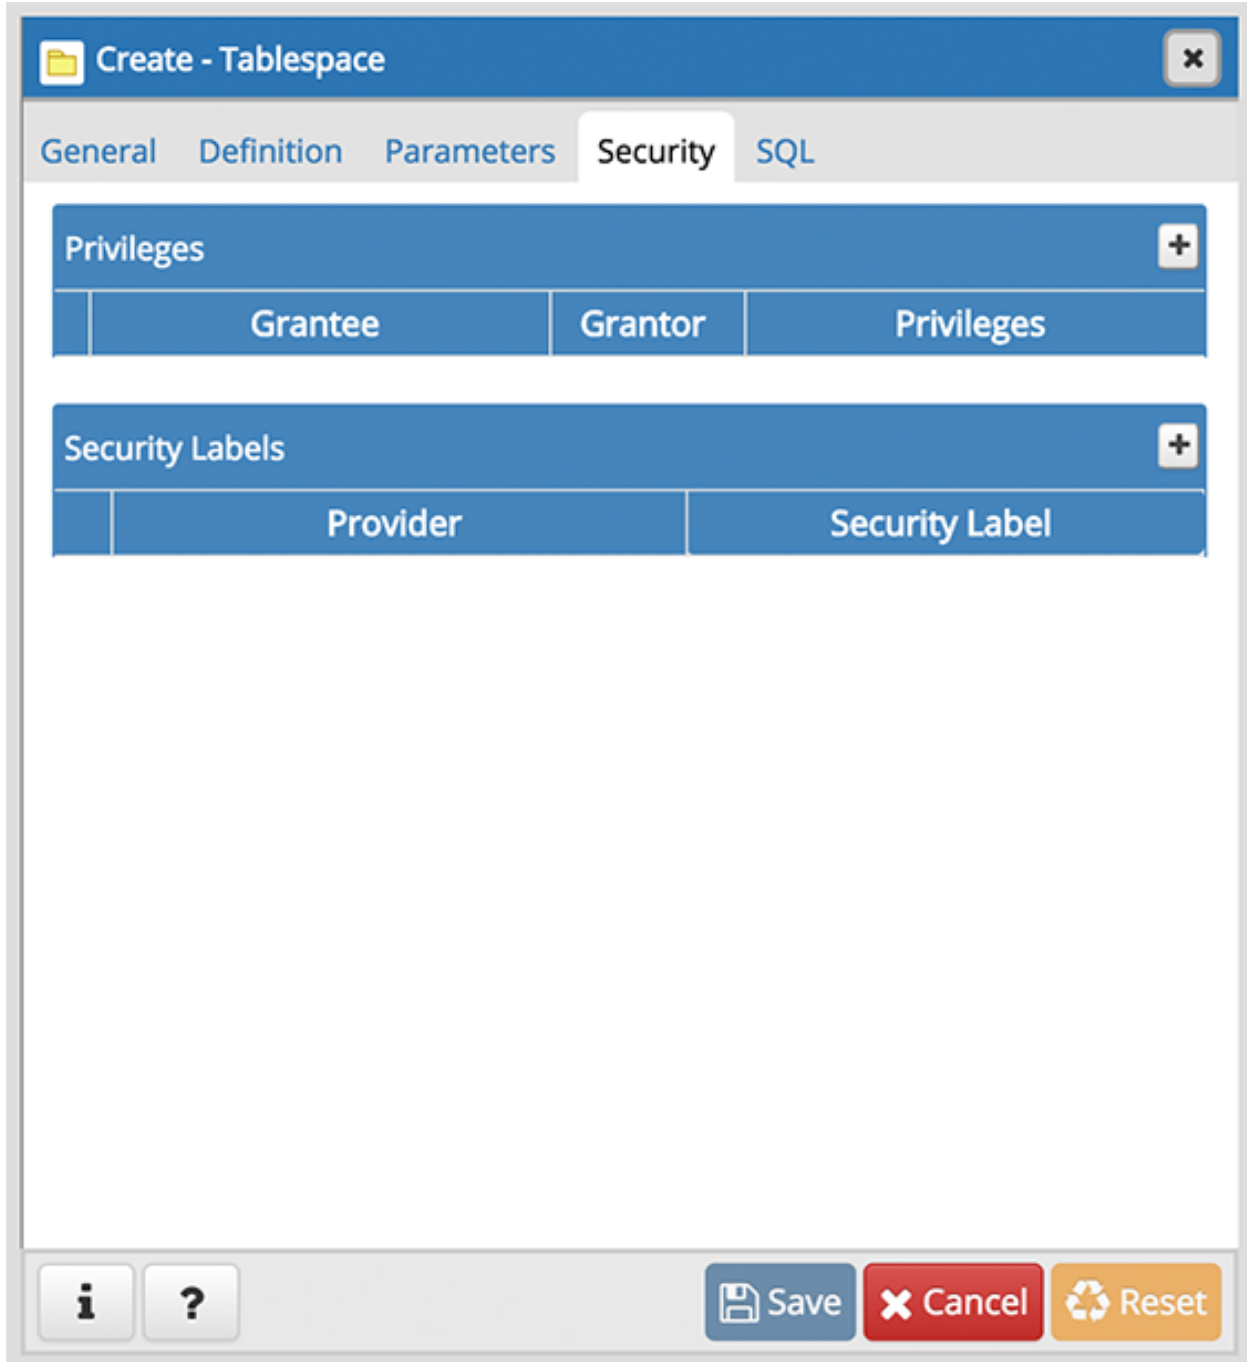 Create - Tablespace
General Definition Parameters Security SQL
Privileges
Grantee Grantor Privileges
Security Labels
Provider Security Label
i ? Save Cancel Reset